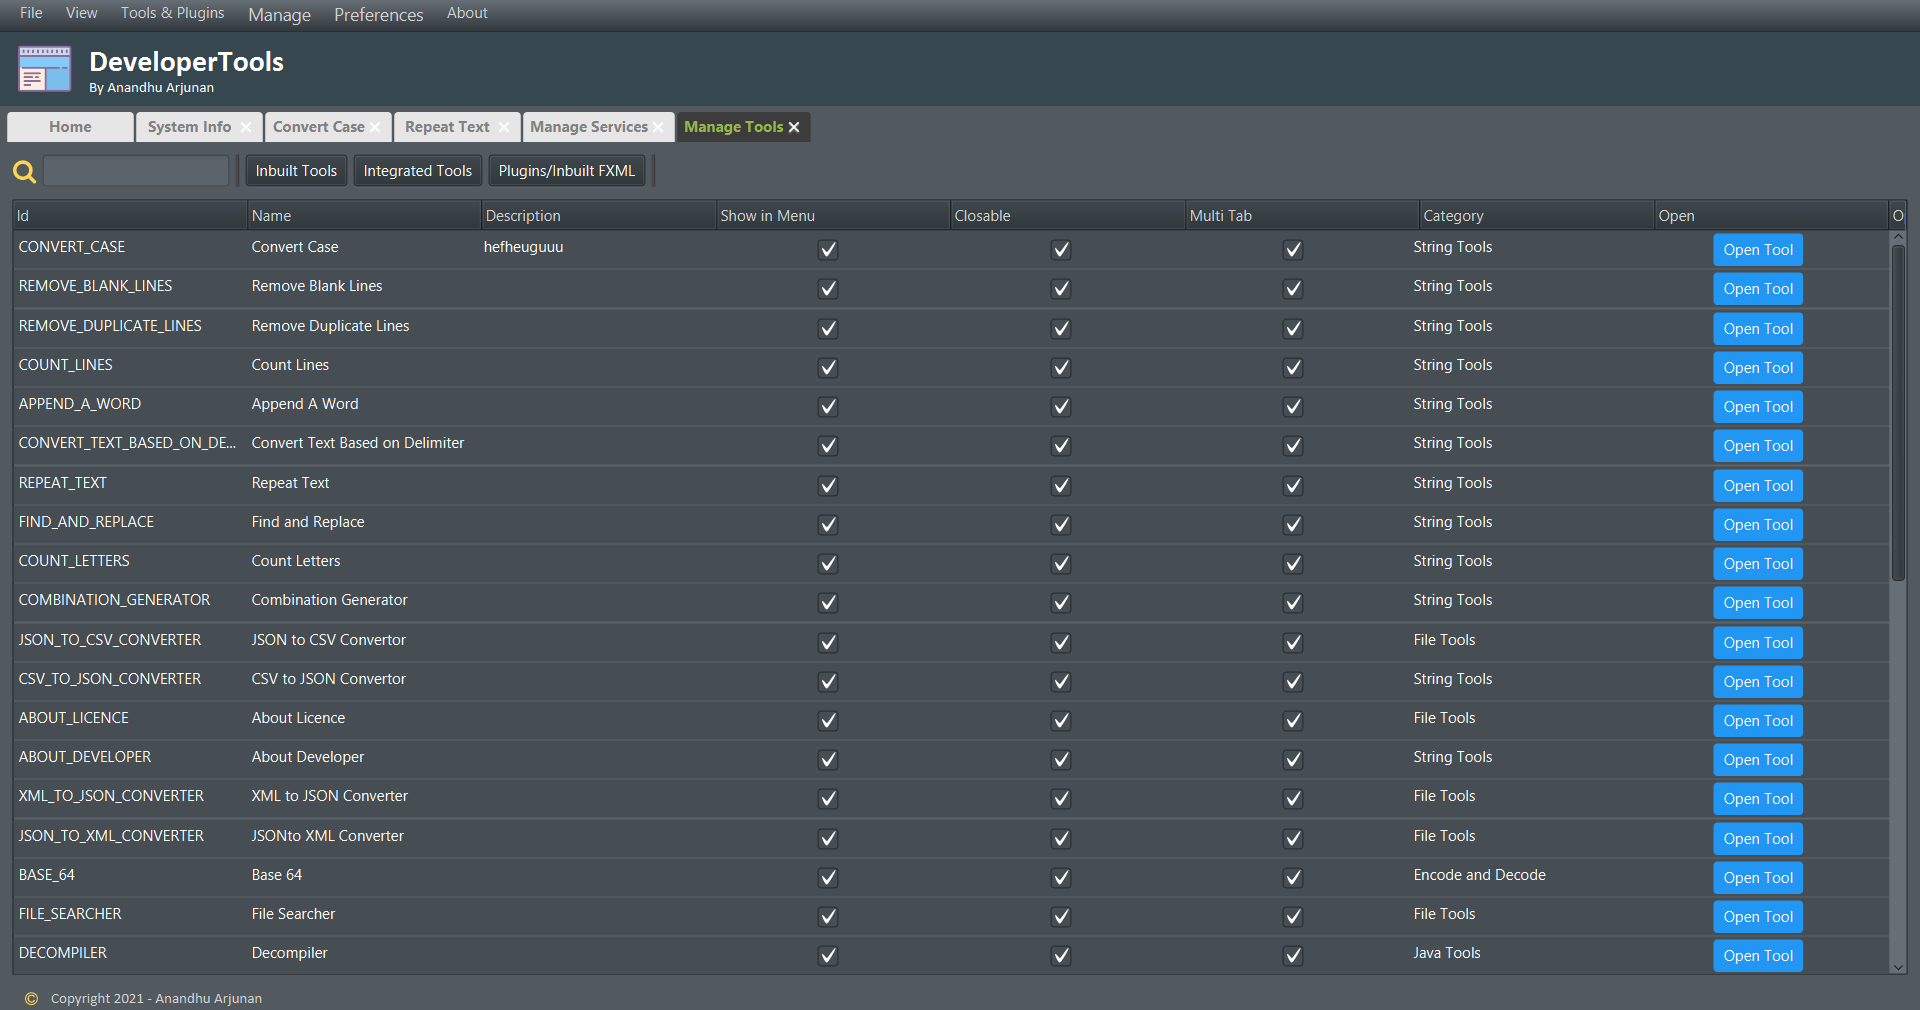 File View Tools & Plugins Manage Preferences About
DeveloperTools
By Anandhu Arjunan
Home System Info Convert Case Repeat Text Manage Services Manage Tools
Inbuilt Tools Integrated Tools Plugins/Inbuilt FXML
Id Name Description Show in Menu Closable Multi Tab Category Open O
CONVERT_CASE Convert Case hefheuguuu String Tools Open Tool
REMOVE_BLANK_LINES Remove Blank Lines String Tools Open Tool
REMOVE_DUPLICATE_LINES Remove Duplicate Lines String Tools Open Tool
COUNT_LINES Count Lines String Tools Open Tool
APPEND_A_WORD Append A Word String Tools Open Tool
CONVERT_TEXT_BASED_ON_DE... Convert Text Based on Delimiter String Tools Open Tool
REPEAT_TEXT Repeat Text String Tools Open Tool
FIND_AND_REPLACE Find and Replace String Tools Open Tool
COUNT_LETTERS Count Letters String Tools Open Tool
COMBINATION_GENERATOR Combination Generator String Tools Open Tool
JSON_TO_CSV_CONVERTER JSON to CSV Convertor File Tools Open Tool
CSV_TO_JSON_CONVERTER CSV to JSON Convertor String Tools Open Tool
ABOUT_LICENCE About Licence File Tools Open Tool
ABOUT_DEVELOPER About Developer String Tools Open Tool
XML_TO_JSON_CONVERTER XML to JSON Converter File Tools Open Tool
JSON_TO_XML_CONVERTER JSONto XML Converter File Tools Open Tool
BASE_64 Base 64 Encode and Decode Open Tool
FILE_SEARCHER File Searcher File Tools Open Tool
DECOMPILER Decompiler Java Tools Open Tool
© Copyright 2021 - Anandhu Arjunan